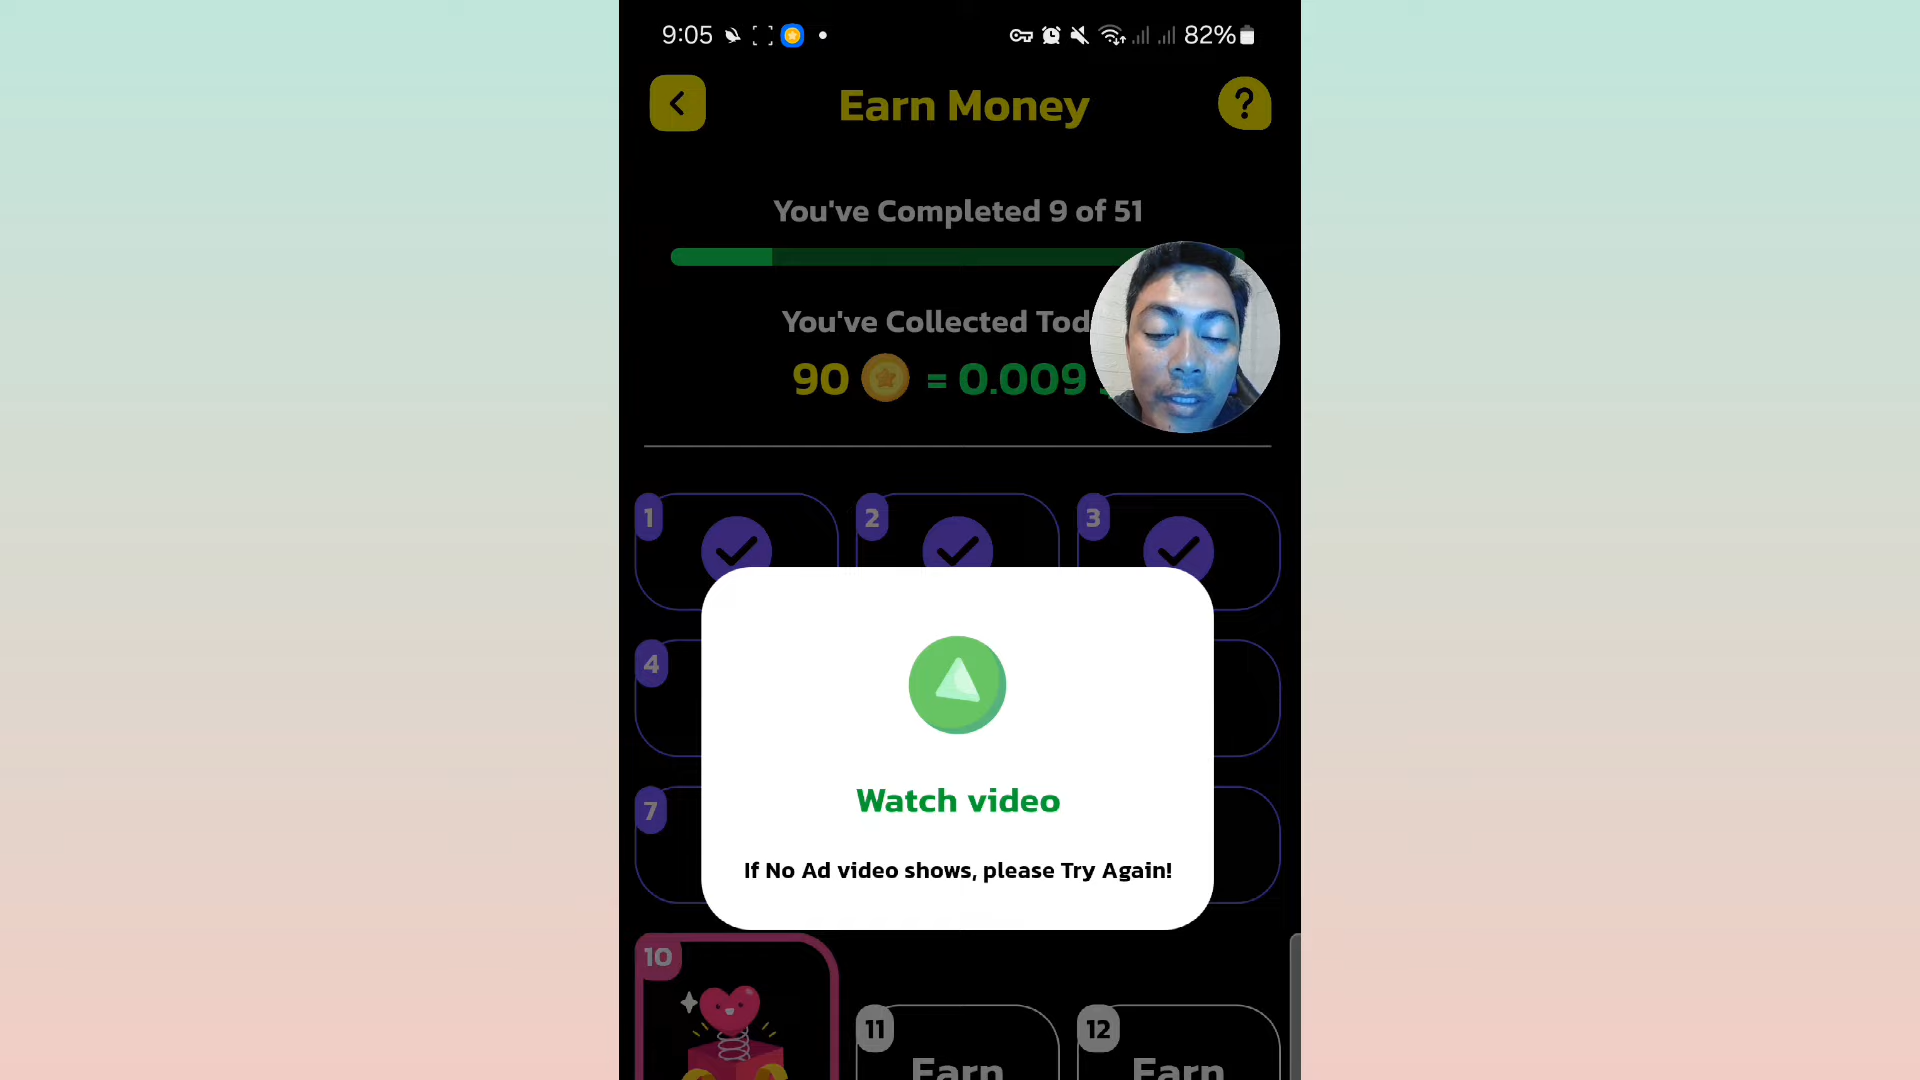 9:05
82%
Earn Money
?
You've Completed 9 of 51
You've Collected Tod
90 = 0.009
1
2
3
4
7
Watch video
If No Ad video shows, please Try Again!
10
11
12
Earn
Earn